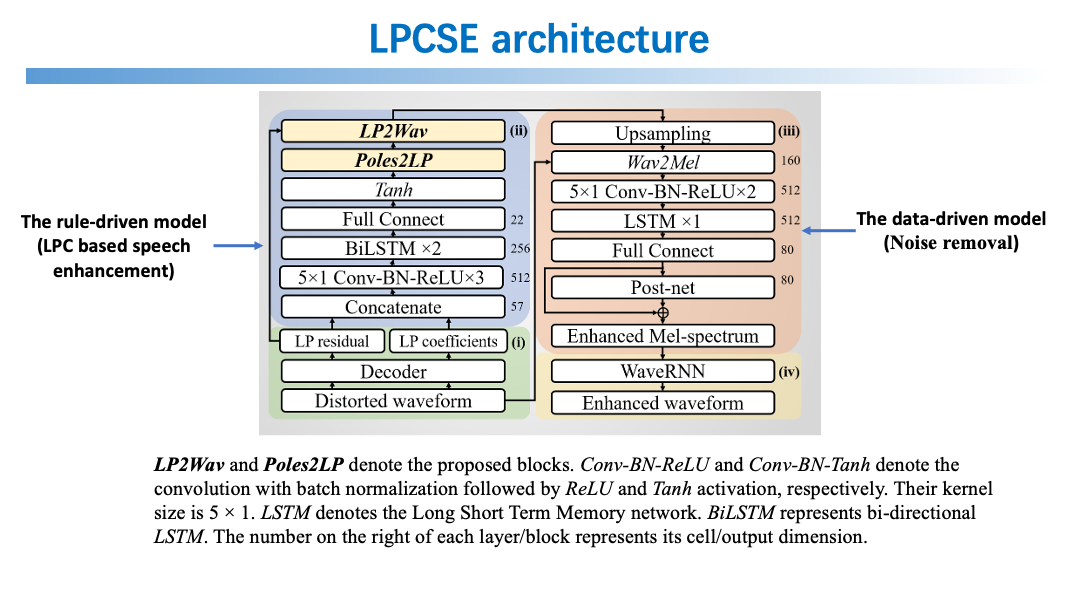 LPCSE architecture
The rule-driven model
(LPC based speech
enhancement)
LP2Wav (ii)
Poles2LP
Tanh
Full Connect 22
BiLSTM ×2 256
5×1 Conv-BN-ReLU×3 512
Concatenate 57
LP residual LP coefficients (i)
Decoder
Distorted waveform
Upsampling (iii)
Wav2Mel 160
5×1 Conv-BN-ReLU×2 512
LSTM ×1 512
Full Connect 80
Post-net 80
Enhanced Mel-spectrum
WaveRNN (iv)
Enhanced waveform
The data-driven model
(Noise removal)
LP2Wav and Poles2LP denote the proposed blocks. Conv-BN-ReLU and Conv-BN-Tanh denote the
convolution with batch normalization followed by ReLU and Tanh activation, respectively. Their kernel
size is 5 × 1. LSTM denotes the Long Short Term Memory network. BiLSTM represents bi-directional
LSTM. The number on the right of each layer/block represents its cell/output dimension.